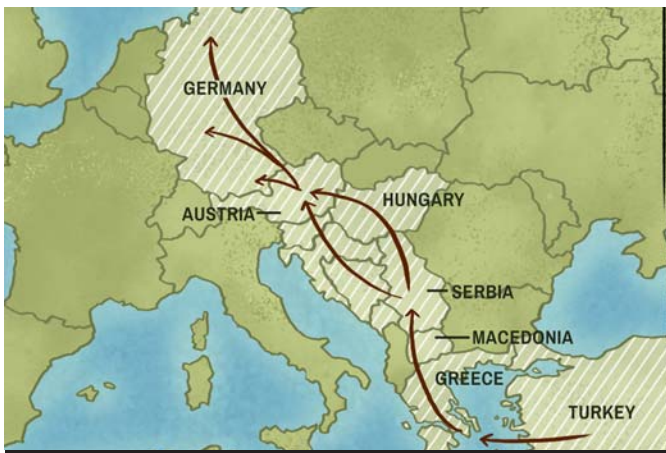 GERMANY
AUSTRIA
HUNGARY
SERBIA
MACEDONIA
GREECE
TURKEY